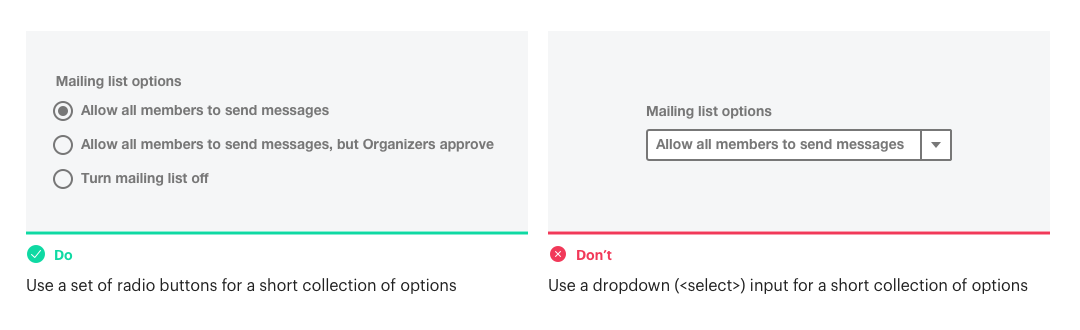 Mailing list options
Allow all members to send messages
Allow all members to send messages, but Organizers approve
Turn mailing list off
Do
Use a set of radio buttons for a short collection of options
Mailing list options
Allow all members to send messages
Don’t
Use a dropdown (<select>) input for a short collection of options